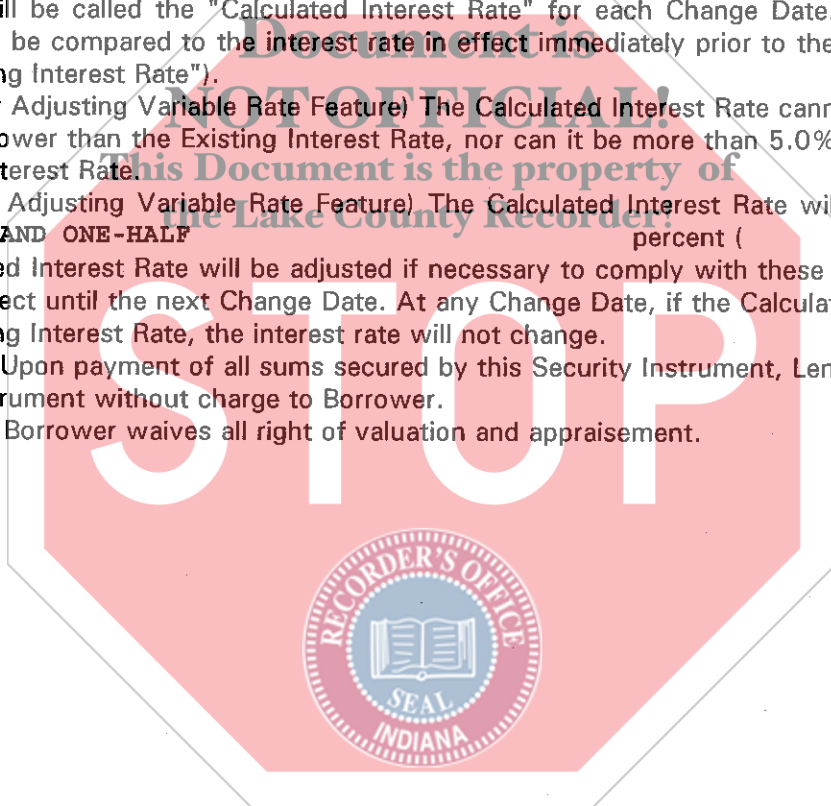 ill be called the "Calculated Interest Rate" for each Change Date.
Document is
be compared to the interest rate in effect immediately prior to the
ng Interest Rate").
NOT OFFICIAL!
Adjusting Variable Rate Feature) The Calculated Interest Rate cann
ower than the Existing Interest Rate, nor can it be more than 5.0%
terest Rate.
This Document is the property of
Adjusting Variable Rate Feature) The Calculated Interest Rate wil
the Lake County Recorder!
AND ONE-HALF percent (
ed Interest Rate will be adjusted if necessary to comply with these
ect until the next Change Date. At any Change Date, if the Calculat
ng Interest Rate, the interest rate will not change.
Upon payment of all sums secured by this Security Instrument, Len
rument without charge to Borrower.
Borrower waives all right of valuation and appraisement.
STOP
RECORDER'S OFFICE
SEAL
INDIANA